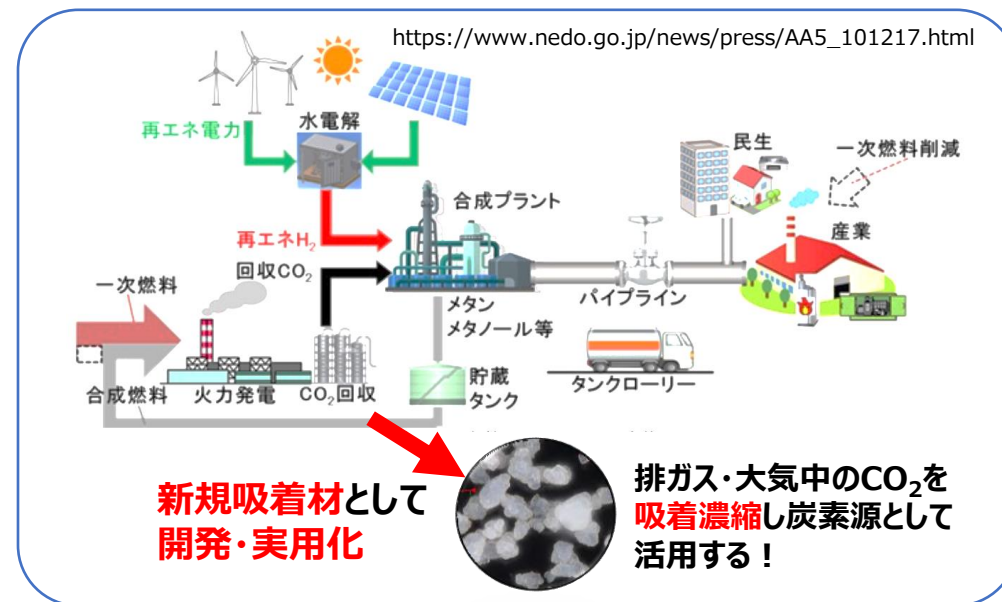 https://www.nedo.go.jp/news/press/AA5_101217.html
水電解
再エネ電力
民生
一次燃料削減
合成プラント
産業
再エネH₂
回収CO₂
一次燃料
パイプライン
メタン
メタノール等
貯蔵
タンク
タンクローリー
合成燃料
火力発電
CO₂回収
新規吸着材として
開発・実用化
排ガス・大気中のCO₂を
吸着濃縮し炭素源として
活用する！